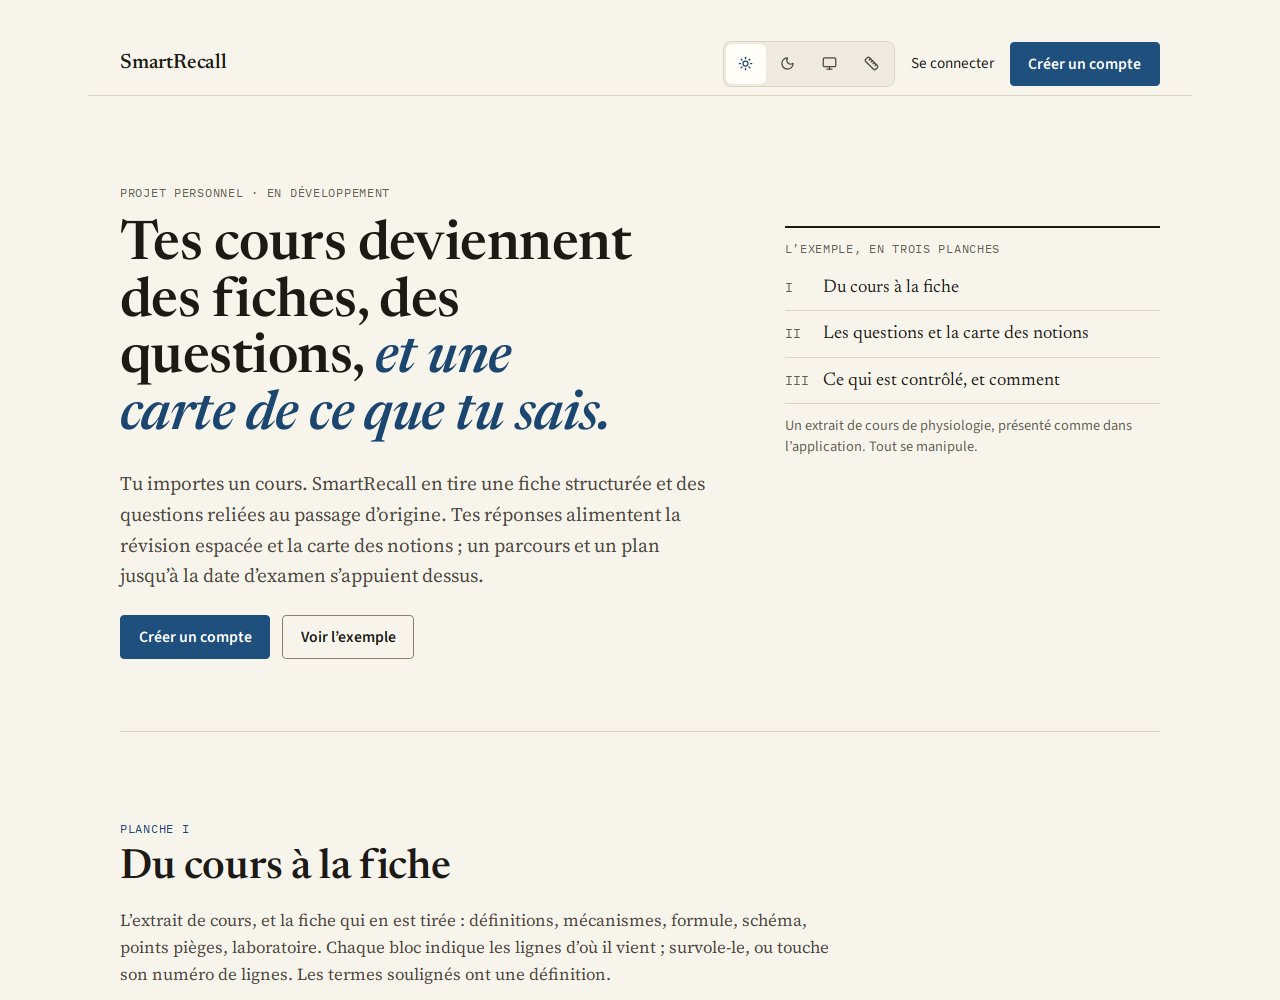 SmartRecall
Se connecter
Créer un compte
PROJET PERSONNEL · EN DÉVELOPPEMENT
Tes cours deviennent
des fiches, des
questions, et une
carte de ce que tu sais.
Tu importes un cours. SmartRecall en tire une fiche structurée et des
questions reliées au passage d’origine. Tes réponses alimentent la
révision espacée et la carte des notions ; un parcours et un plan
jusqu’à la date d’examen s’appuient dessus.
Créer un compte
Voir l’exemple
L’EXEMPLE, EN TROIS PLANCHES
I Du cours à la fiche
II Les questions et la carte des notions
III Ce qui est contrôlé, et comment
Un extrait de cours de physiologie, présenté comme dans
l’application. Tout se manipule.
PLANCHE I
Du cours à la fiche
L’extrait de cours, et la fiche qui en est tirée : définitions, mécanismes, formule, schéma,
points pièges, laboratoire. Chaque bloc indique les lignes d’où il vient ; survole-le, ou touche
son numéro de lignes. Les termes soulignés ont une définition.